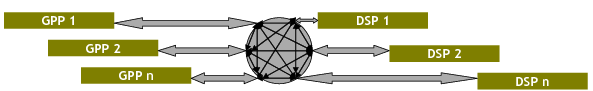 GPP 1
DSP 1
GPP 2
DSP 2
GPP n
DSP n